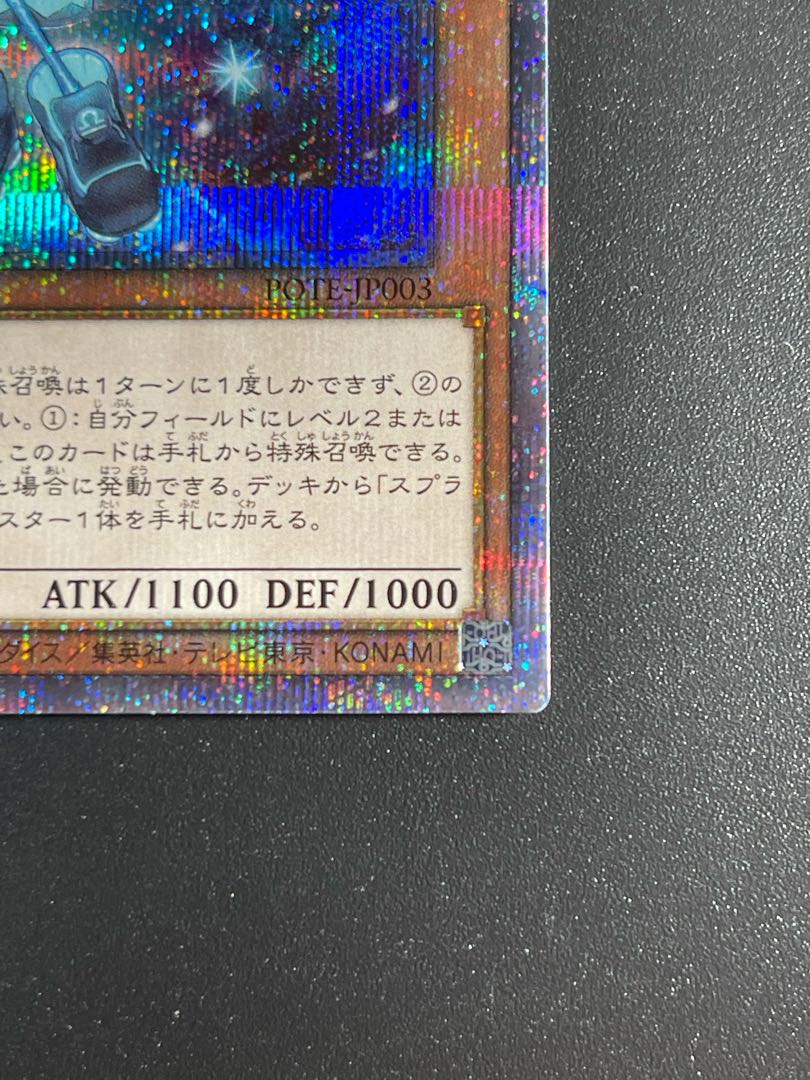 Ω
POTE-JP003
殊召喚は1ターンに1度しかできず、②の
い。①：自分フィールドにレベル2または
、このカードは手札から特殊召喚できる。
た場合に発動できる。デッキから「スプラ
スター1体を手札に加える。
ATK/1100 DEF/1000
ダイス／集英社・テレビ東京・KONAMI